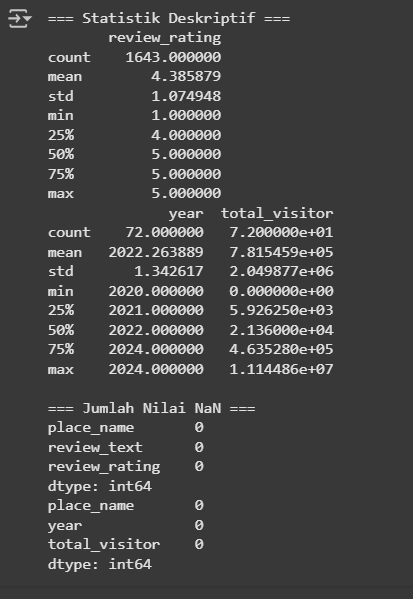 === Statistik Deskriptif ===
review_rating
count 1643.000000
mean 4.385879
std 1.074948
min 1.000000
25% 4.000000
50% 5.000000
75% 5.000000
max 5.000000
year total_visitor
count 72.000000 7.200000e+01
mean 2022.263889 7.815459e+05
std 1.342617 2.049877e+06
min 2020.000000 0.000000e+00
25% 2021.000000 5.926250e+03
50% 2022.000000 2.136000e+04
75% 2024.000000 4.635280e+05
max 2024.000000 1.114486e+07
=== Jumlah Nilai NaN ===
place_name 0
review_text 0
review_rating 0
dtype: int64
place_name 0
year 0
total_visitor 0
dtype: int64